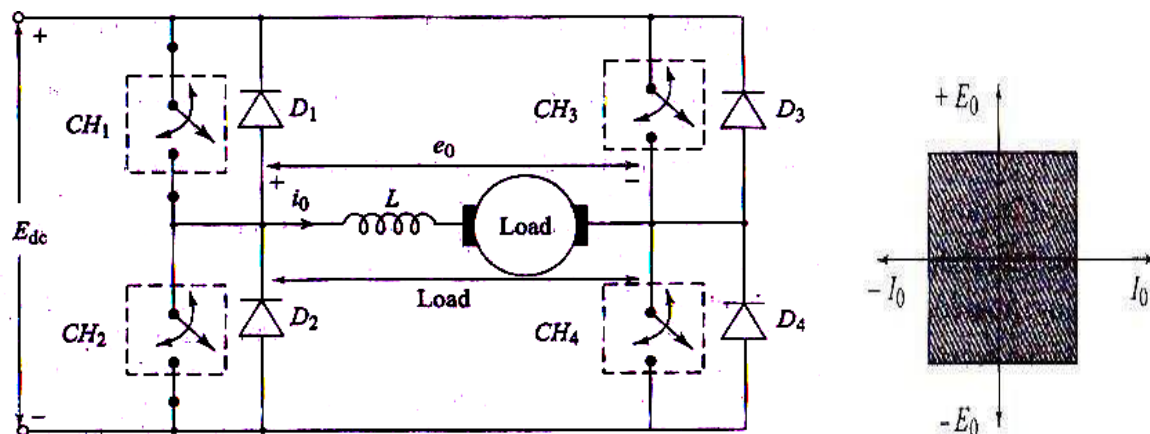 +
CH1
D1
CH3
D3
e0
+
−
i0
L
Load
Edc
Load
CH2
D2
CH4
D4
−
+ E0
− I0
I0
− E0